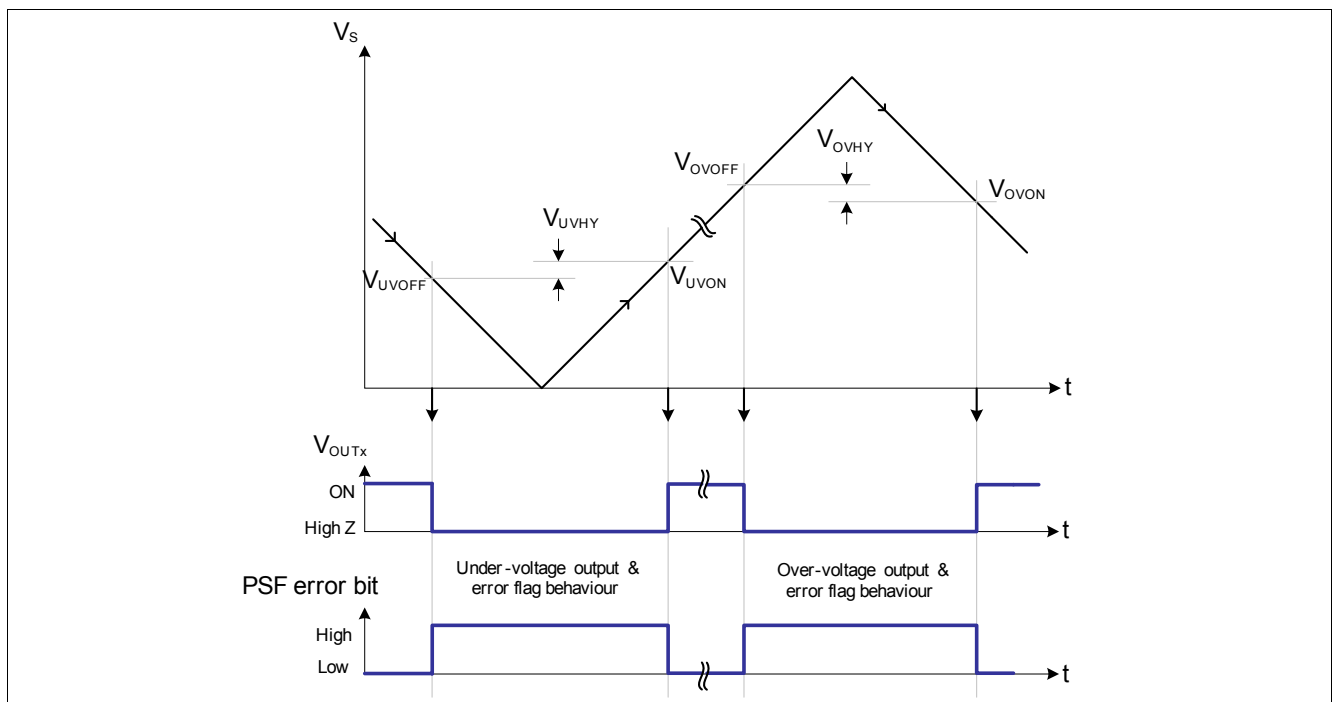 VS
VOVHY
VOVOFF
VOVON
VUVHY
VUVOFF
VUVON
t
VOUTx
ON
High Z
t
Under-voltage output &
error flag behaviour
Over-voltage output &
error flag behaviour
PSF error bit
High
Low
t